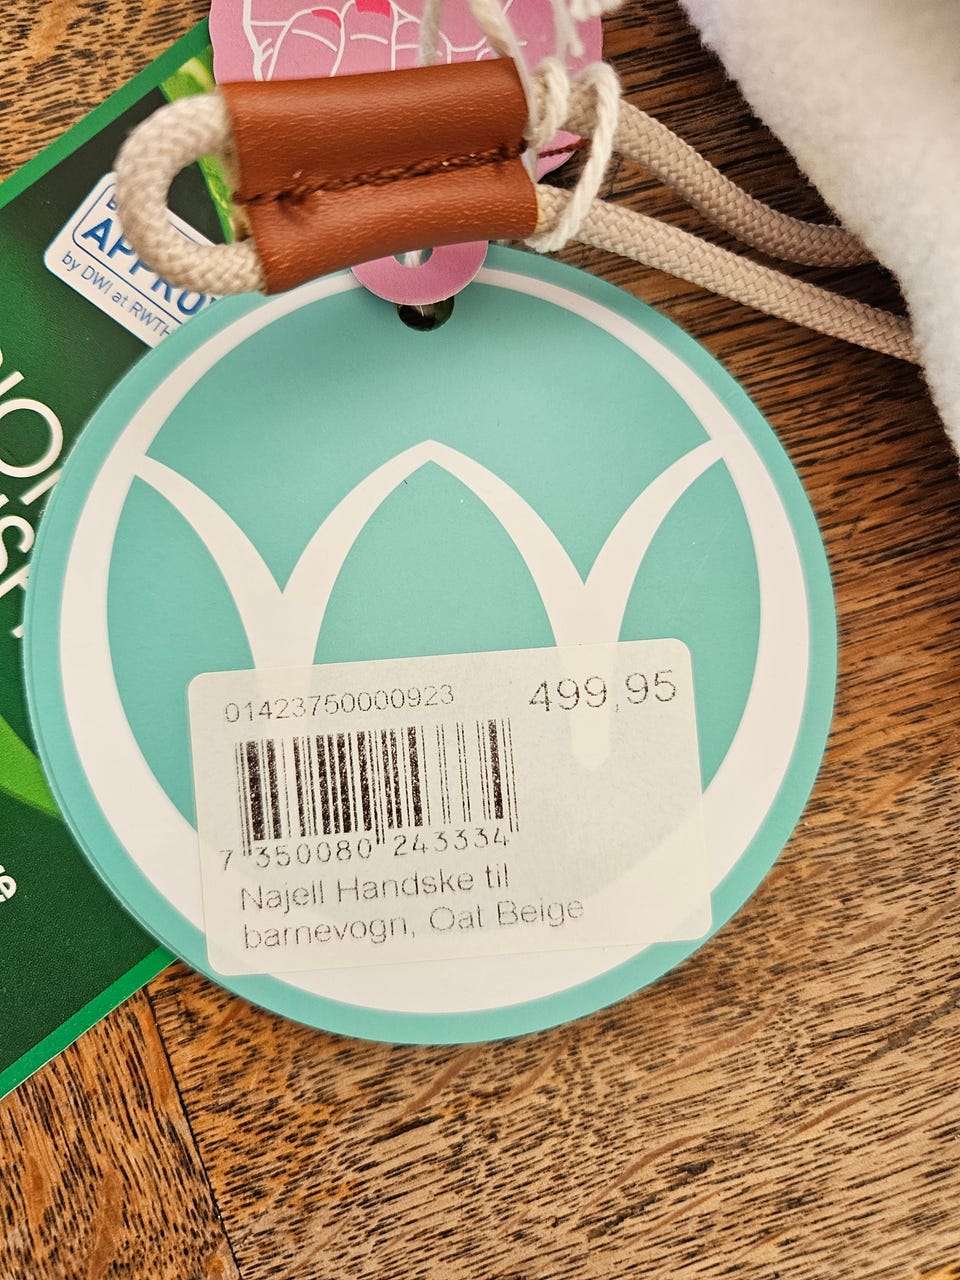 APPRO
by DWI at RWTH
01423750000923
499,95
7 350080 243334
Najell Handske til
barnevogn, Oat Beige